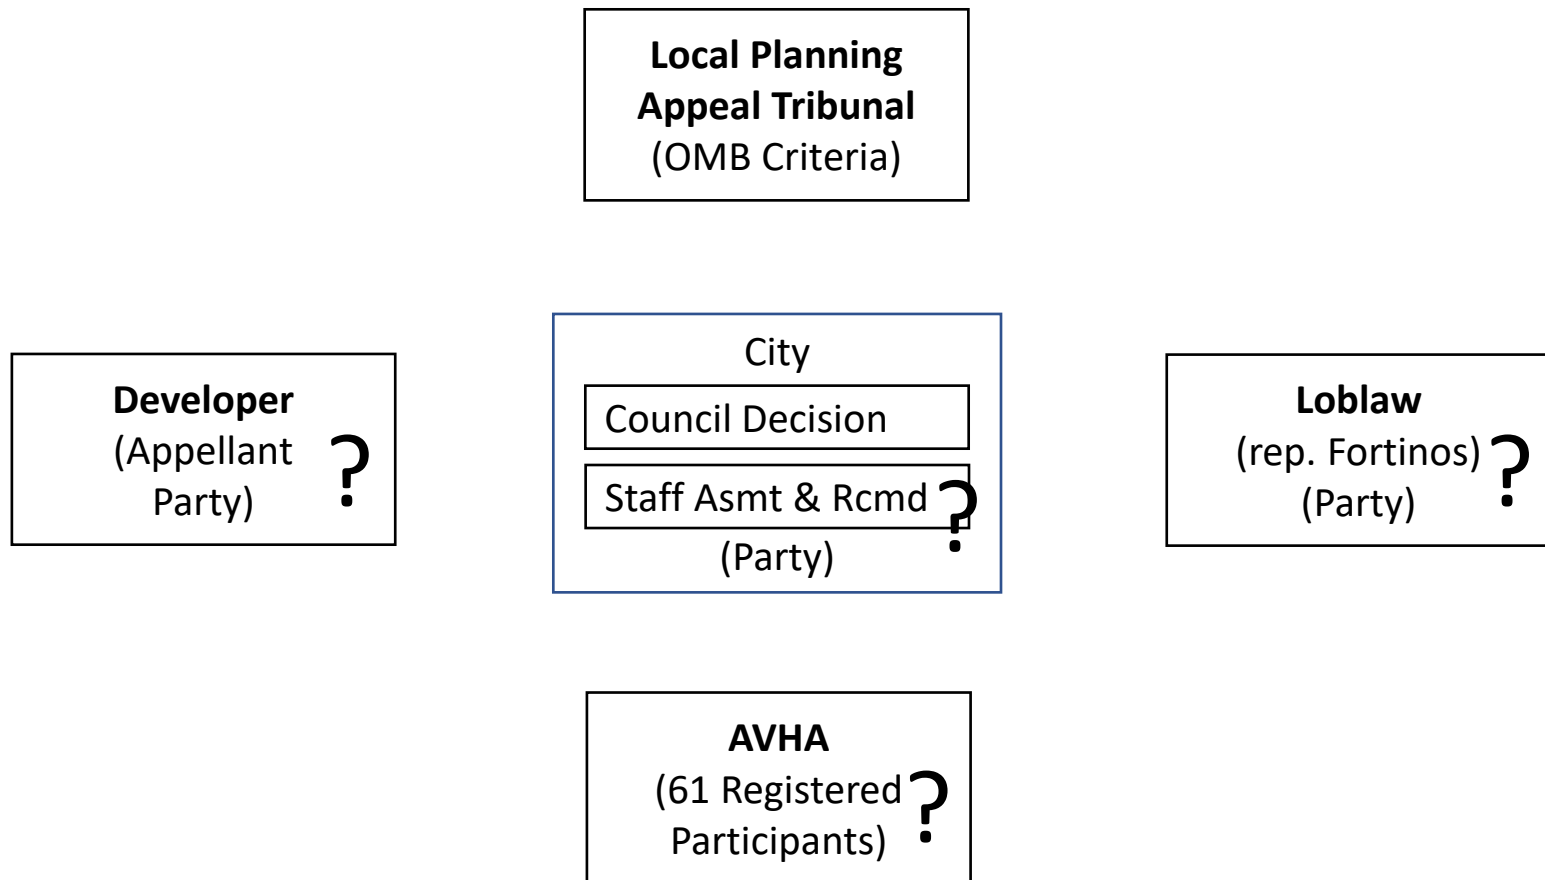 Local Planning
Appeal Tribunal
(OMB Criteria)
City
Council Decision
Staff Asmt & Rcmd ?
(Party)
Developer
(Appellant
Party) ?
Loblaw
(rep. Fortinos) ?
(Party)
AVHA
(61 Registered ?
Participants)